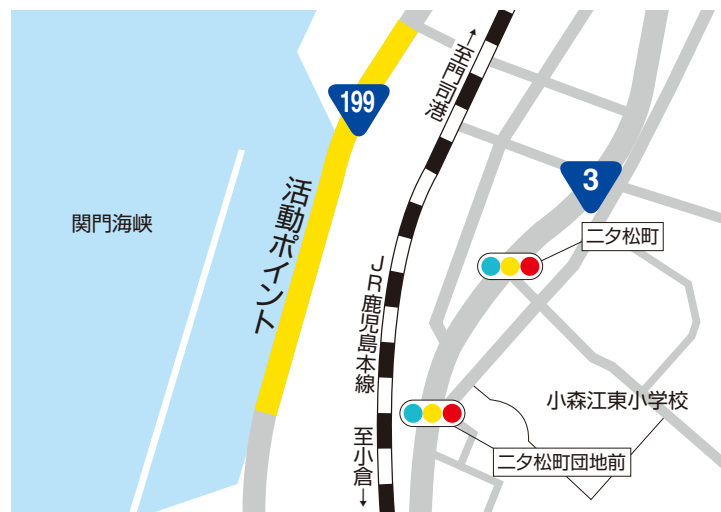 ←至門司港
199
3
活動ポイント
関門海峡
二夕松町
JR鹿児島本線
小森江東小学校
至小倉→
二夕松町団地前